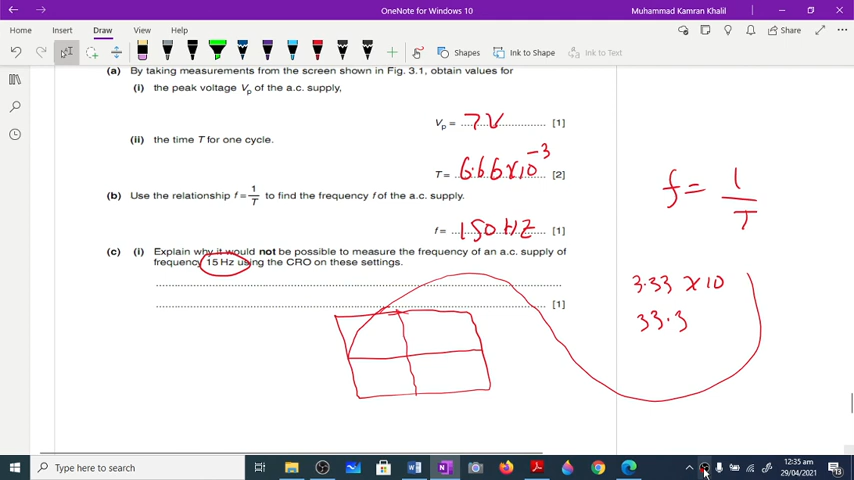 OneNote for Windows 10
Muhammad Kamran Khalil
Home Insert Draw History Review View Help
Share
Shapes Ink to Shape Ink to Text
(a) By taking measurements from the screen shown in Fig. 3.1, obtain values for
(i) the peak voltage Vp of the a.c. supply,
Vp = 7V [1]
(ii) the time T for one cycle.
T = 6.66x10-3 [2]
(b) Use the relationship f = 1/T to find the frequency f of the a.c. supply.
f = 150 HZ [1]
(c) (i) Explain why it would not be possible to measure the frequency of an a.c. supply of
frequency 15 Hz using the CRO on these settings.
[1]
f = 1/T
3.33 x 10
33.3
Type here to search
12:35 pm
29/04/2021
13